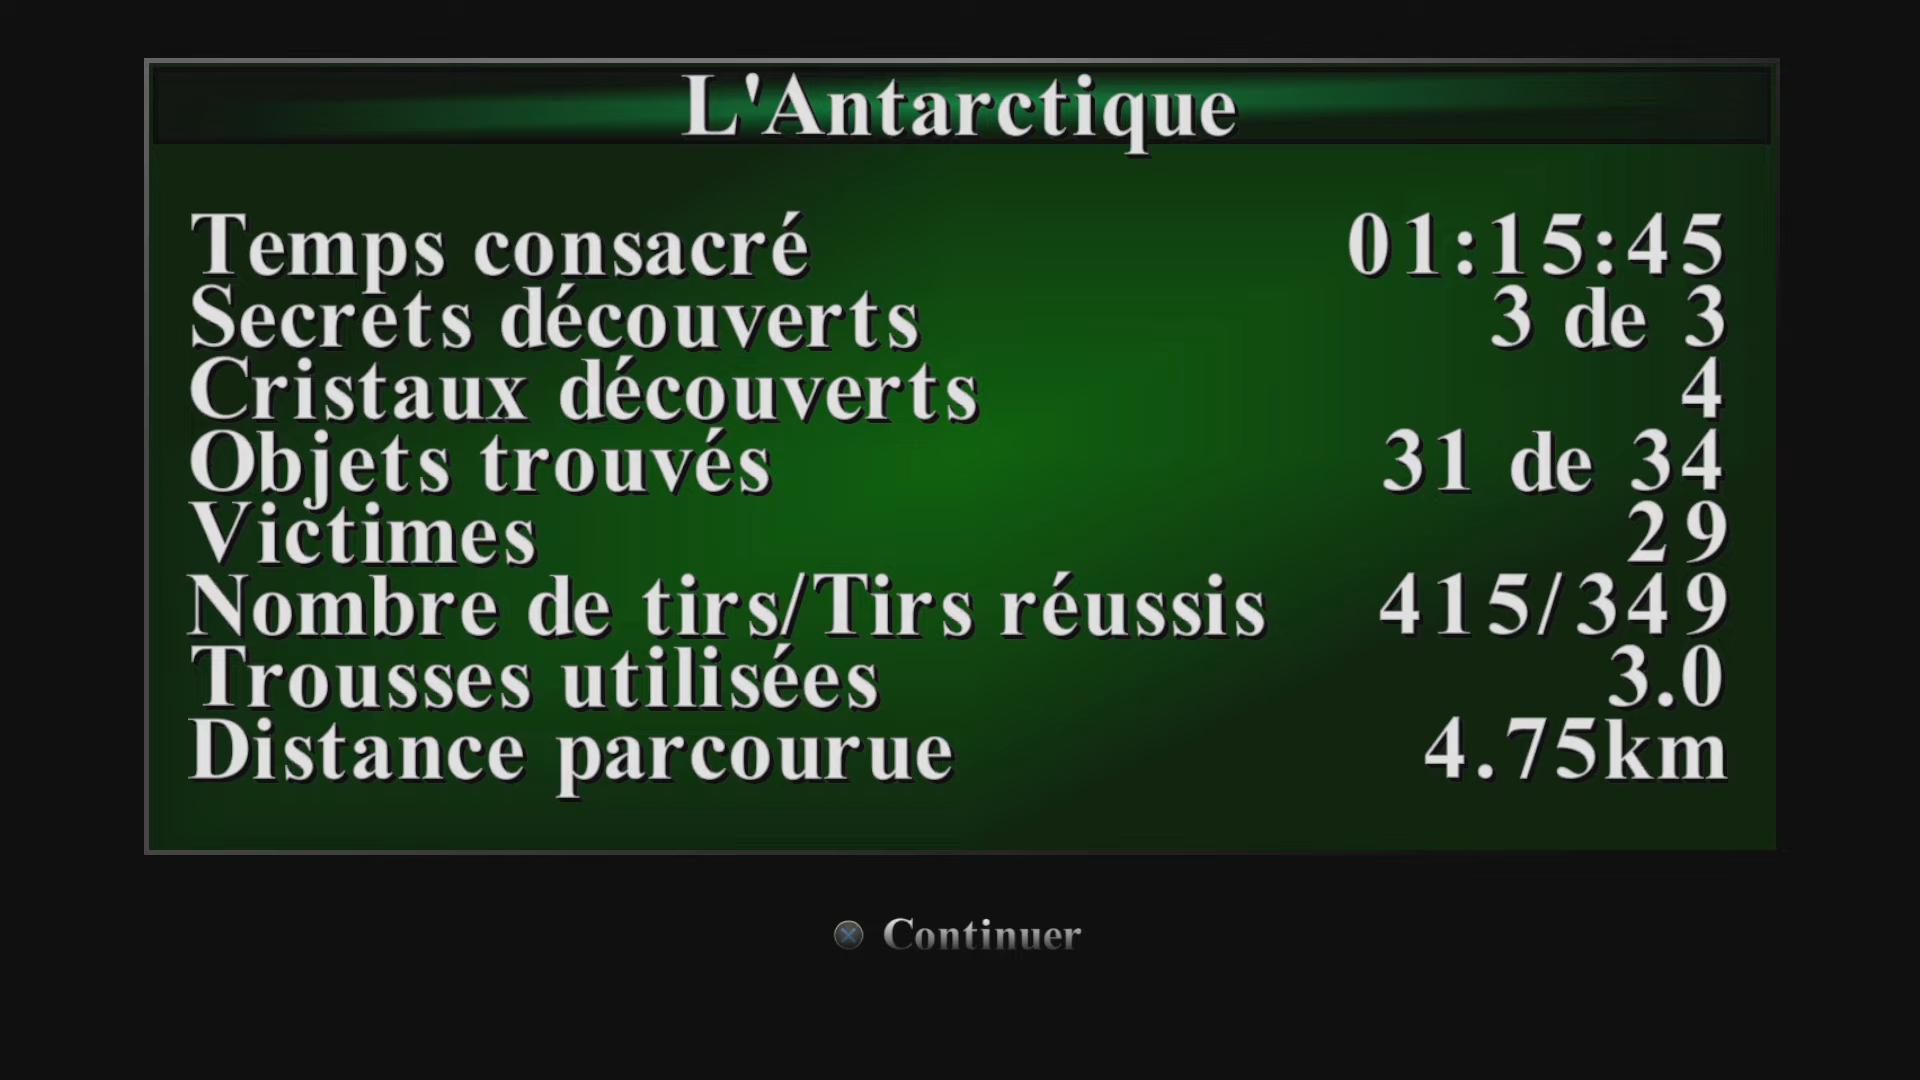 L'Antarctique
Temps consacré 01:15:45
Secrets découverts 3 de 3
Cristaux découverts 4
Objets trouvés 31 de 34
Victimes 29
Nombre de tirs/Tirs réussis 415/349
Trousses utilisées 3.0
Distance parcourue 4.75km
Continuer